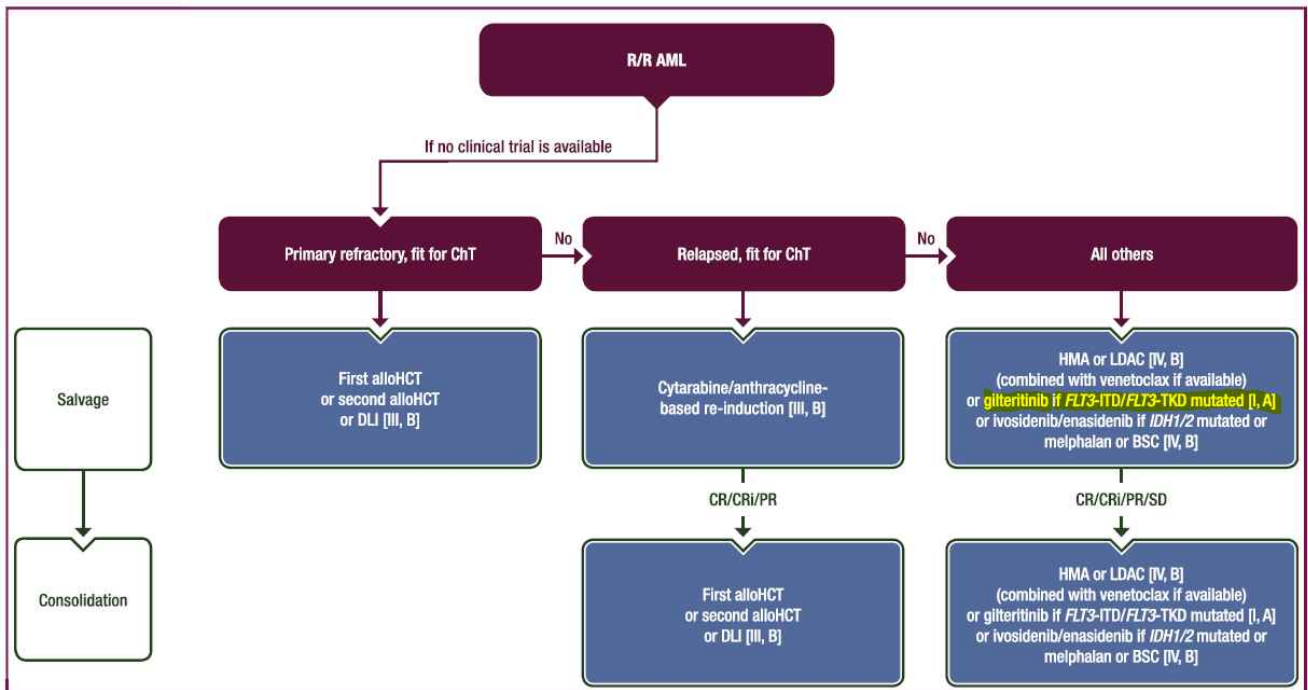 R/R AML
If no clinical trial is available
Primary refractory, fit for ChT
No
Relapsed, fit for ChT
No
All others
Salvage
First alloHCT
or second alloHCT
or DLI [III, B]
Cytarabine/anthracycline-
based re-induction [III, B]
HMA or LDAC [IV, B]
(combined with venetoclax if available)
or gilteritinib if FLT3-ITD/FLT3-TKD mutated [I, A]
or ivosidenib/enasidenib if IDH1/2 mutated or
melphalan or BSC [IV, B]
CR/CRi/PR
CR/CRi/PR/SD
Consolidation
First alloHCT
or second alloHCT
or DLI [III, B]
HMA or LDAC [IV, B]
(combined with venetoclax if available)
or gilteritinib if FLT3-ITD/FLT3-TKD mutated [I, A]
or ivosidenib/enasidenib if IDH1/2 mutated or
melphalan or BSC [IV, B]